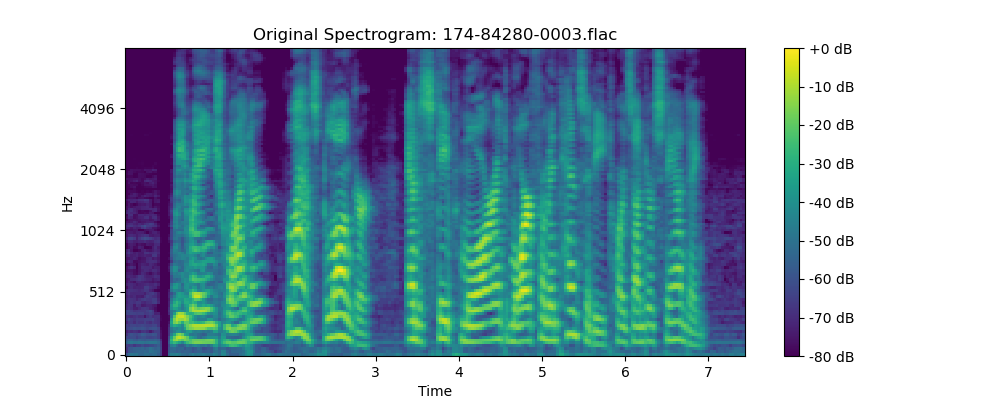 Original Spectrogram: 174-84280-0003.flac
Hz
4096
2048
1024
512
0
0 1 2 3 4 5 6 7
Time
+0 dB
-10 dB
-20 dB
-30 dB
-40 dB
-50 dB
-60 dB
-70 dB
-80 dB